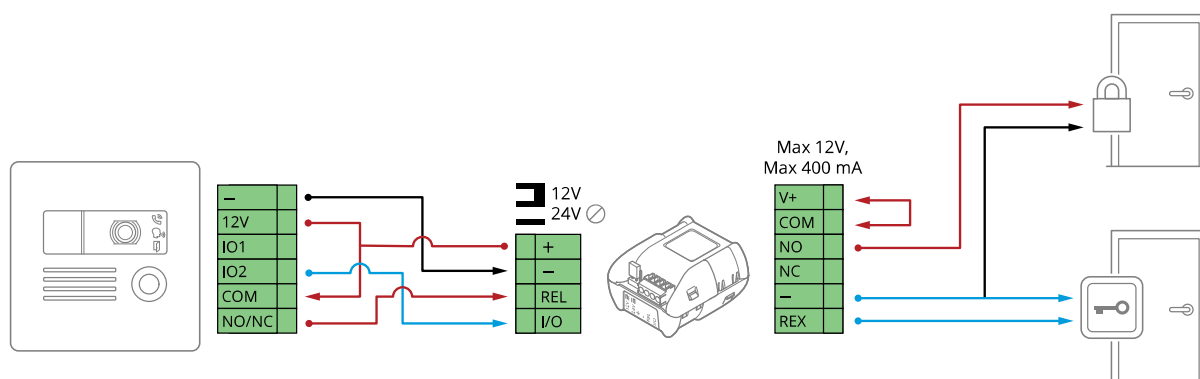 –
12V
IO1
IO2
COM
NO/NC
12V
24V
+
–
REL
I/O
Max 12V,
Max 400 mA
V+
COM
NO
NC
–
REX